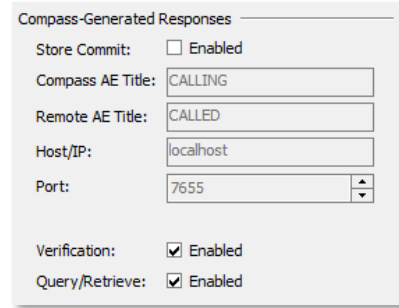 Compass-Generated Responses
Store Commit: Enabled
Compass AE Title: CALLING
Remote AE Title: CALLED
Host/IP: localhost
Port: 7655
Verification: Enabled
Query/Retrieve: Enabled